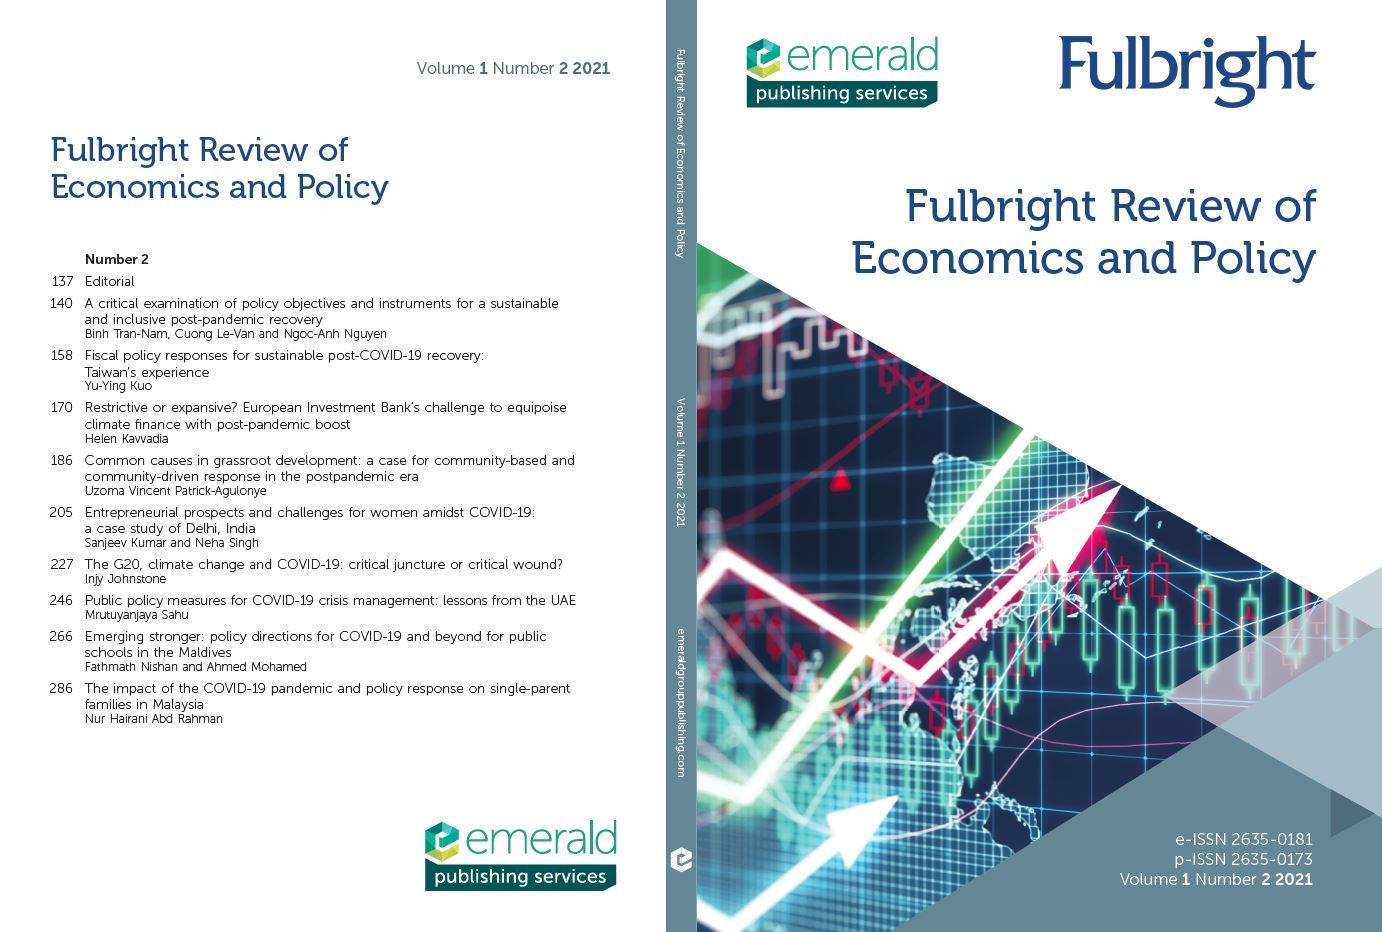 Volume 1 Number 2 2021
Fulbright Review of
Economics and Policy
Number 2
137 Editorial
140 A critical examination of policy objectives and instruments for a sustainable
and inclusive post-pandemic recovery
Binh Tran-Nam, Cuong Le-Van and Ngoc-Anh Nguyen
158 Fiscal policy responses for sustainable post-COVID-19 recovery:
Taiwan's experience
Yu-Ying Kuo
170 Restrictive or expansive? European Investment Bank's challenge to equipoise
climate finance with post-pandemic boost
Helen Kavvadia
186 Common causes in grassroot development: a case for community-based and
community-driven response in the postpandemic era
Uzoma Vincent Patrick-Agulonye
205 Entrepreneurial prospects and challenges for women amidst COVID-19:
a case study of Delhi, India
Sanjeev Kumar and Neha Singh
227 The G20, climate change and COVID-19: critical juncture or critical wound?
Injy Johnstone
246 Public policy measures for COVID-19 crisis management: lessons from the UAE
Mrutuyanjaya Sahu
266 Emerging stronger: policy directions for COVID-19 and beyond for public
schools in the Maldives
Fathmath Nishan and Ahmed Mohamed
286 The impact of the COVID-19 pandemic and policy response on single-parent
families in Malaysia
Nur Hairani Abd Rahman
emerald
publishing services
Fulbright Review of Economics and Policy
Volume 1 Number 2 2021
emeraldgrouppublishing.com
emerald
publishing services
Fulbright
Fulbright Review of
Economics and Policy
e-ISSN 2635-0181
p-ISSN 2635-0173
Volume 1 Number 2 2021